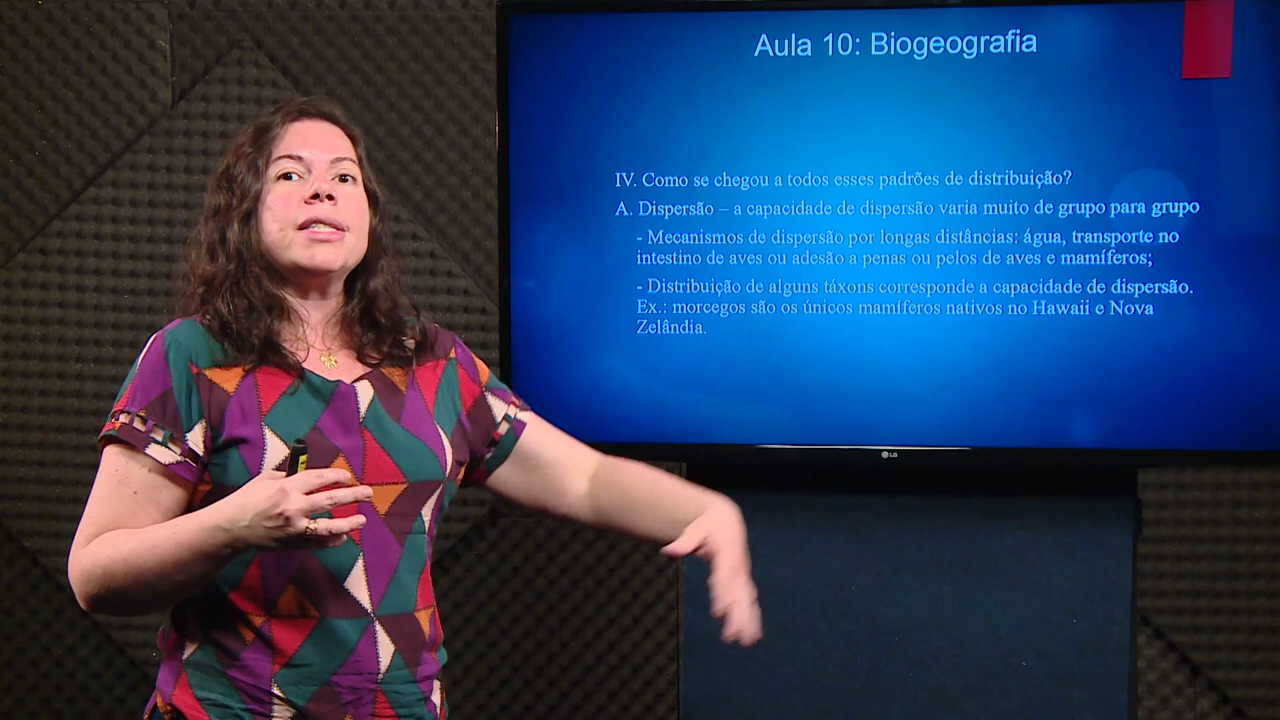 Aula 10: Biogeografia
IV. Como se chegou a todos esses padrões de distribuição?
A. Dispersão – a capacidade de dispersão varia muito de grupo para grupo
- Mecanismos de dispersão por longas distâncias: água, transporte no
intestino de aves ou adesão a penas ou pelos de aves e mamíferos;
- Distribuição de alguns táxons corresponde a capacidade de dispersão.
Ex.: morcegos são os únicos mamíferos nativos no Hawaii e Nova
Zelândia.
LG